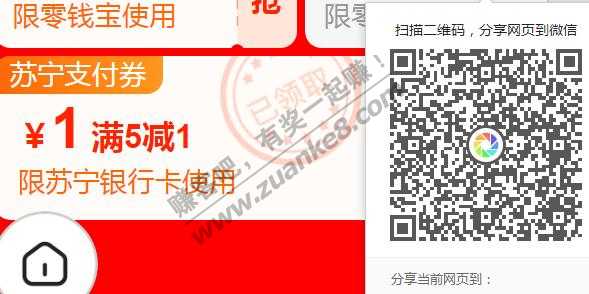 限零钱宝使用
抢
限零钱
苏宁支付券
¥1 满5减1
限苏宁银行卡使用
已领取
赚客吧，有奖一起赚！
www.zuanke8.com
扫描二维码，分享网页到微信
分享当前网页到：